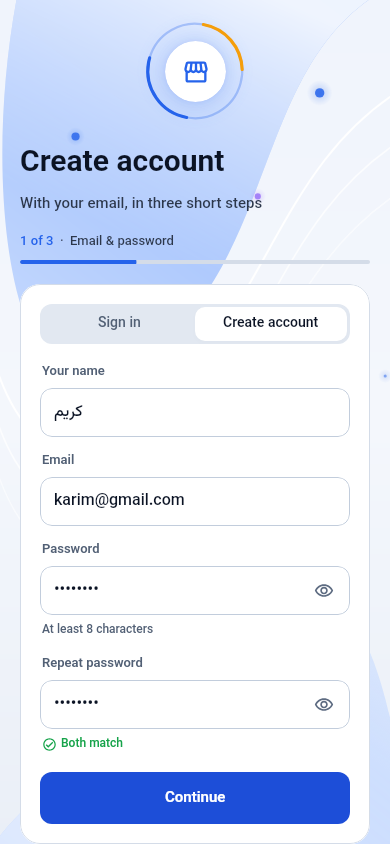 Create account
With your email, in three short steps
1 of 3 · Email & password
Sign in
Create account
Your name
كريم
Email
karim@gmail.com
Password
••••••••
At least 8 characters
Repeat password
••••••••
Both match
Continue